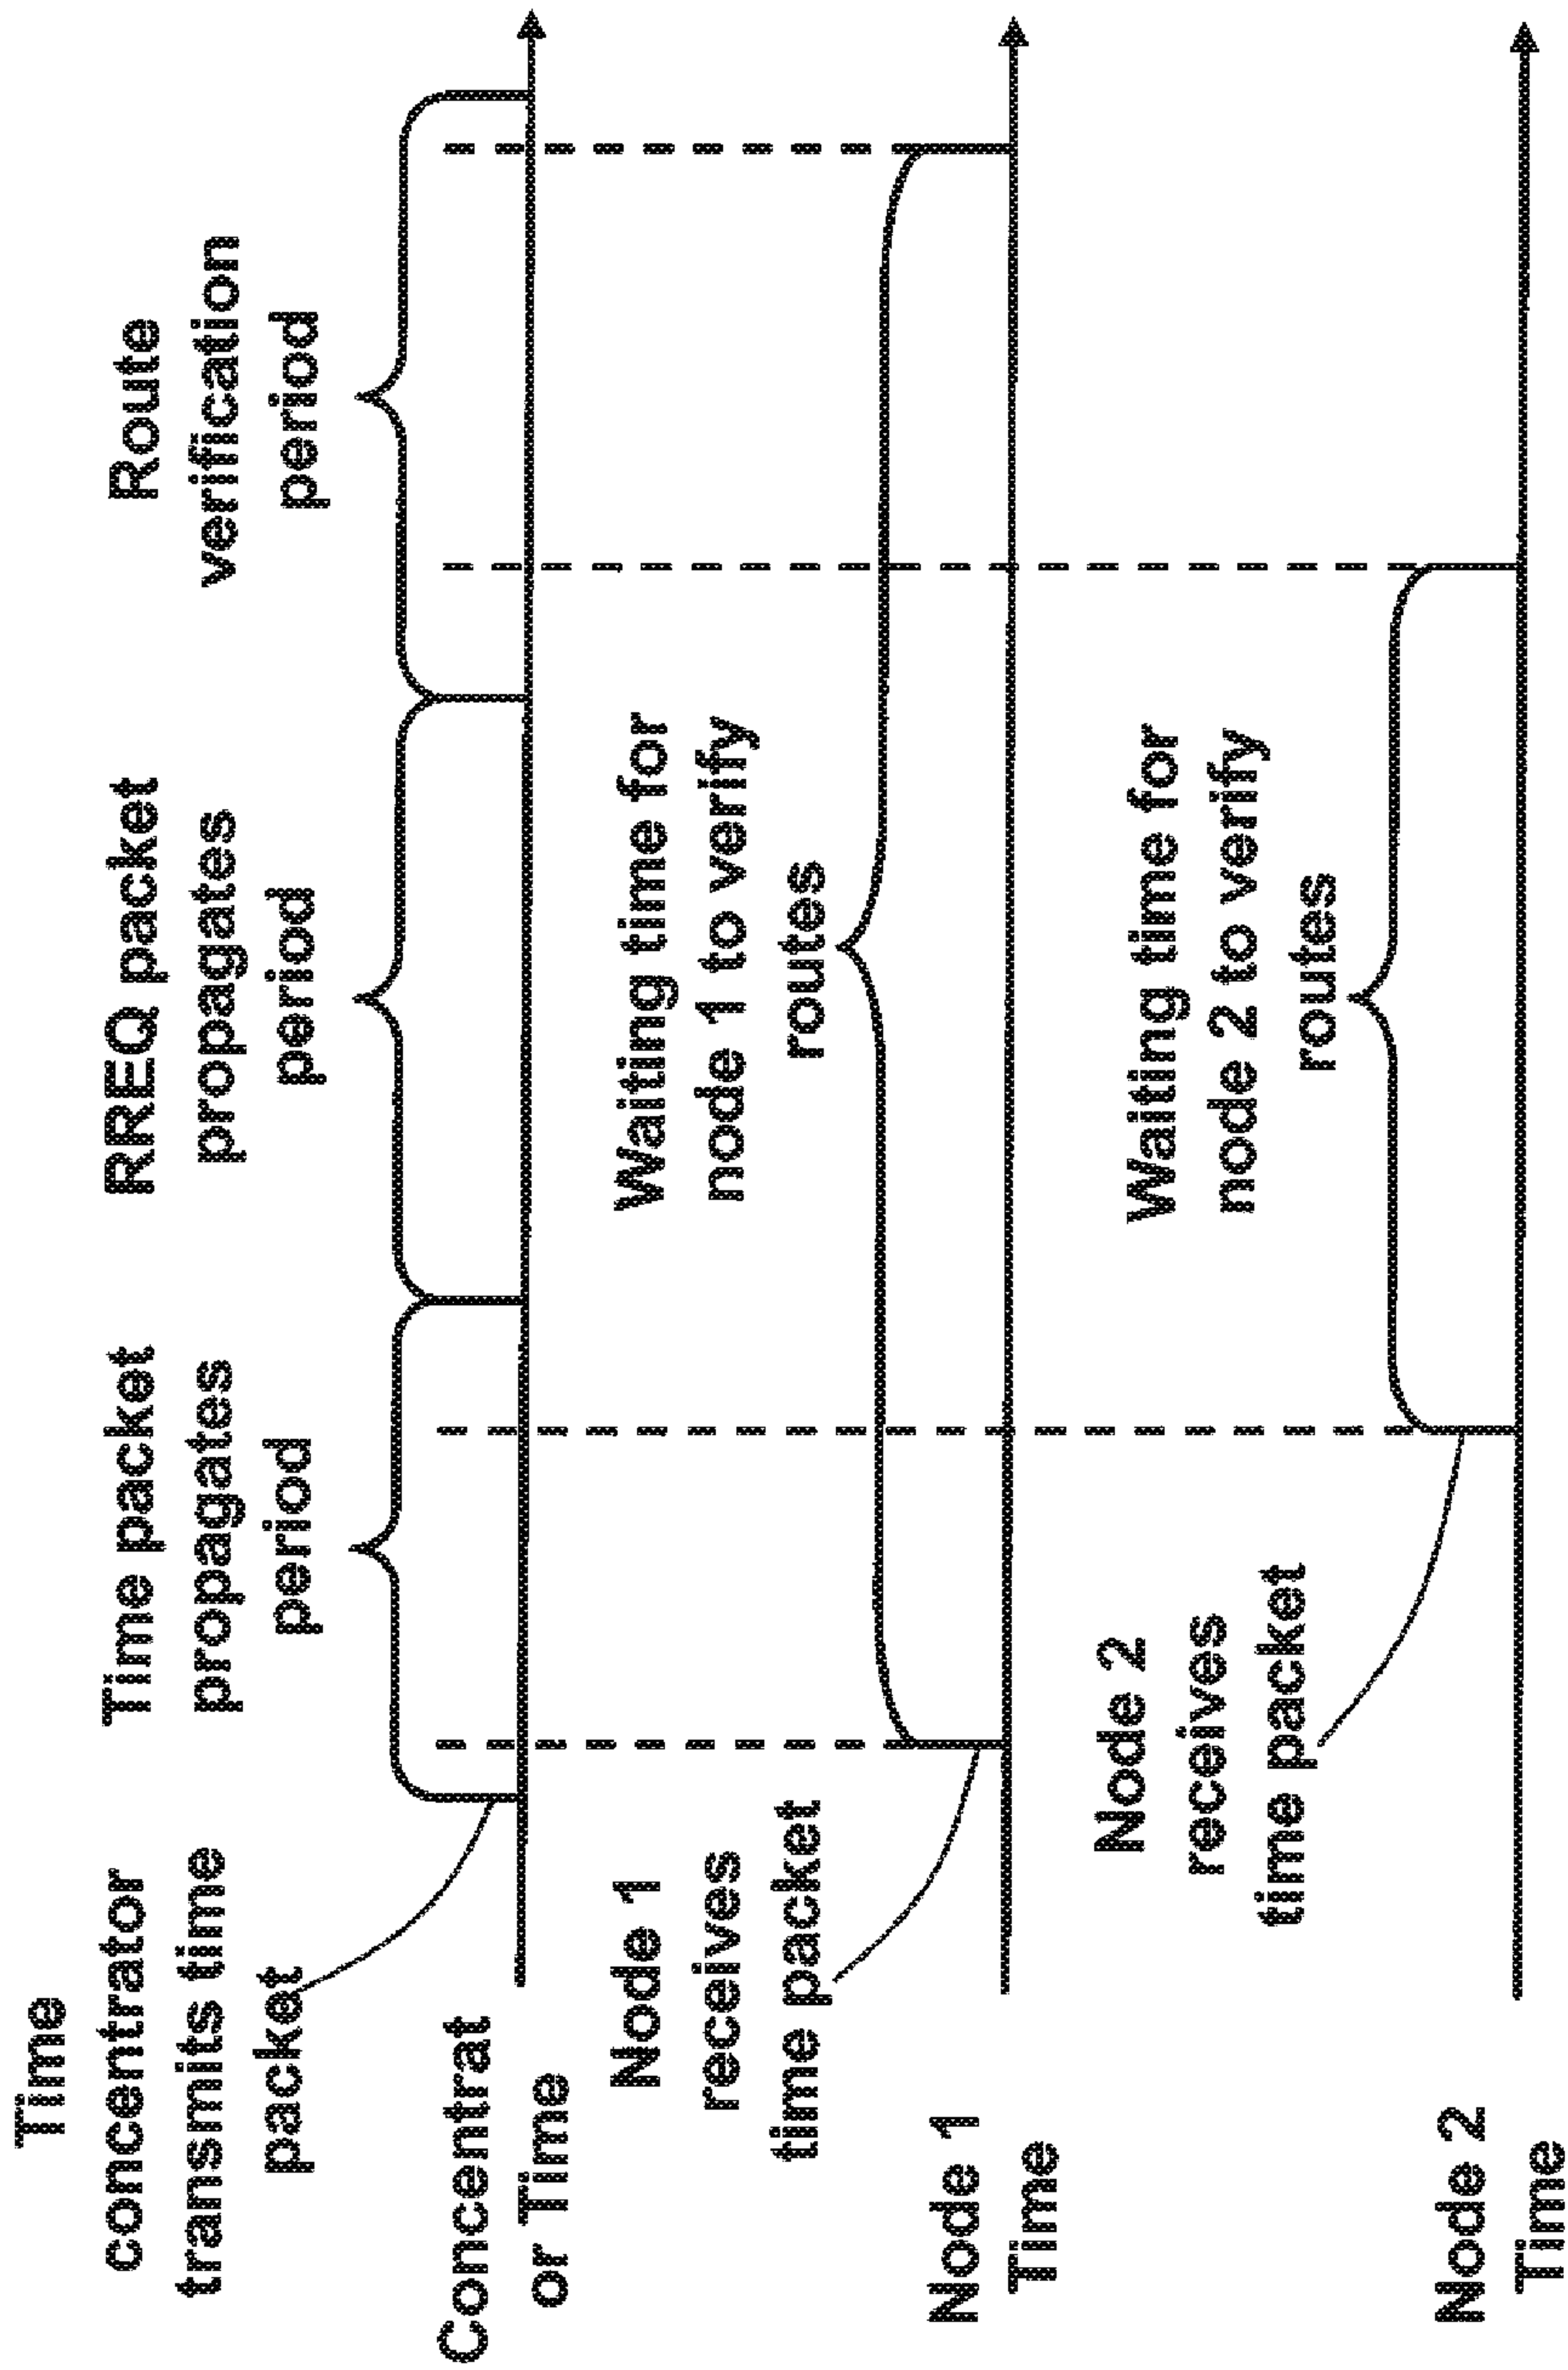 Time
concentrator
transmits time
packet
Time packet
propagates
period
RREQ packet
propagates
period
Route
verification
period
Concentrat
or Time
Node 1
receives
time packet
Waiting time for
node 1 to verify
routes
Node 1
Time
Node 2
receives
time packet
Waiting time for
node 2 to verify
routes
Node 2
Time